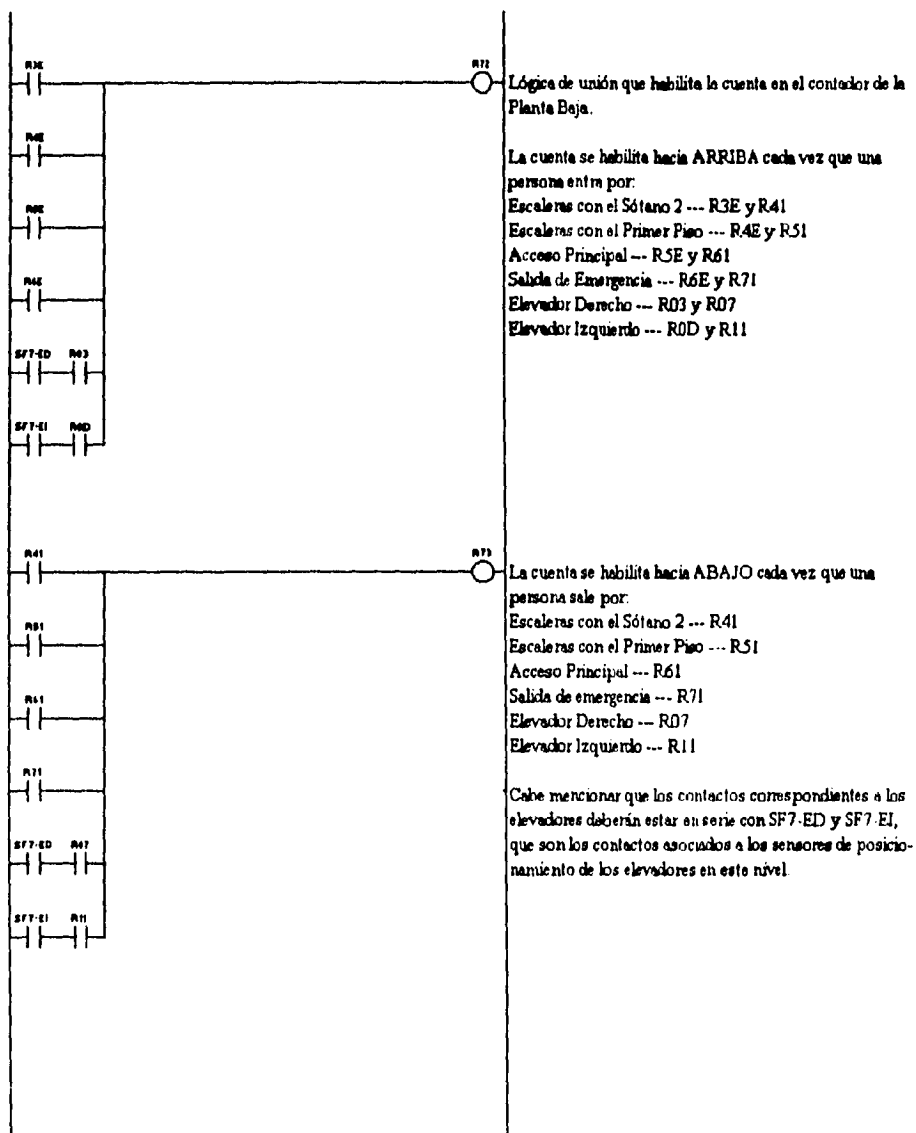 R3E
R72
Lógica de unión que habilita la cuenta en el contador de la
Planta Baja.
R4E
La cuenta se habilita hacia ARRIBA cada vez que una
persona entra por:
Escaleras con el Sótano 2 --- R3E y R41
Escaleras con el Primer Piso --- R4E y R51
Acceso Principal --- R5E y R61
Salida de Emergencia --- R6E y R71
Elevador Derecho --- R03 y R07
Elevador Izquierdo --- R0D y R11
SF7-ED R03
SF7-EI R0D
R41
R73
La cuenta se habilita hacia ABAJO cada vez que una
persona sale por:
Escaleras con el Sótano 2 --- R41
Escaleras con el Primer Piso --- R51
Acceso Principal --- R61
Salida de emergencia --- R71
Elevador Derecho --- R07
Elevador Izquierdo --- R11
R51
R61
R71
Cabe mencionar que los contactos correspondientes a los
elevadores deberán estar en serie con SF7-ED y SF7-EI,
que son los contactos asociados a los sensores de posicio-
namiento de los elevadores en este nivel.
SF7-ED R07
SF7-EI R11